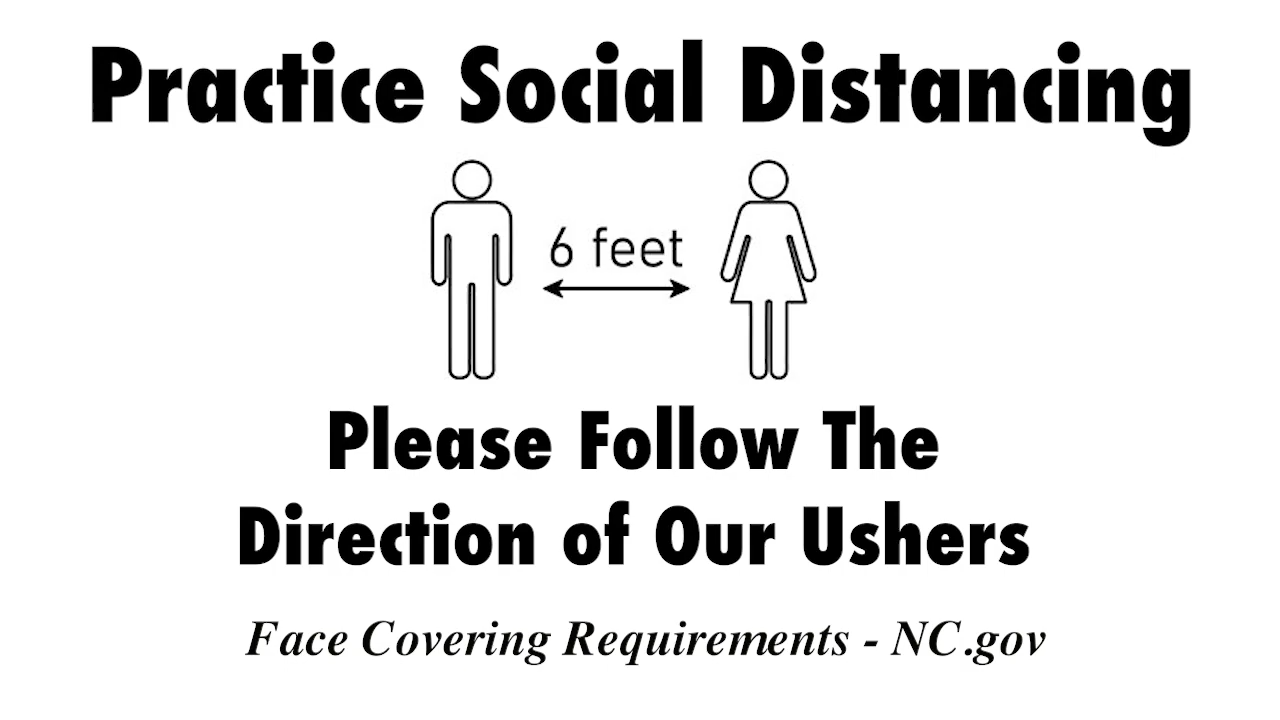 Practice Social Distancing
6 feet
Please Follow The
Direction of Our Ushers
Face Covering Requirements - NC.gov